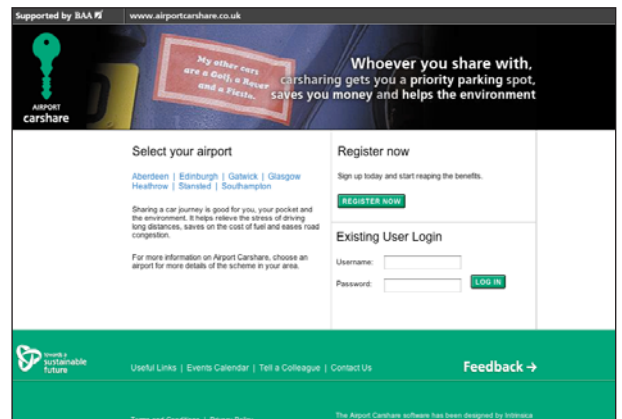 Supported by BAA www.airportcarshare.co.uk
My other cars
are a Golf, a Rover
and a Fiesta.
Whoever you share with,
carsharing gets you a priority parking spot,
saves you money and helps the environment
AIRPORT
carshare
Select your airport
Aberdeen | Edinburgh | Gatwick | Glasgow
Heathrow | Stansted | Southampton
Sharing a car journey is good for you, your pocket and
the environment. It helps relieve the stress of driving
long distances, saves on the cost of fuel and eases road
congestion.
For more information on Airport Carshare, choose an
airport for more details of the scheme in your area.
Register now
Sign up today and start reaping the benefits.
REGISTER NOW
Existing User Login
Username:
Password:
LOG IN
towards a
sustainable
future
Useful Links | Events Calendar | Tell a Colleague | Contact Us
Feedback →
Terms and Conditions | Privacy Policy
The Airport Carshare software has been designed by Intrinsica